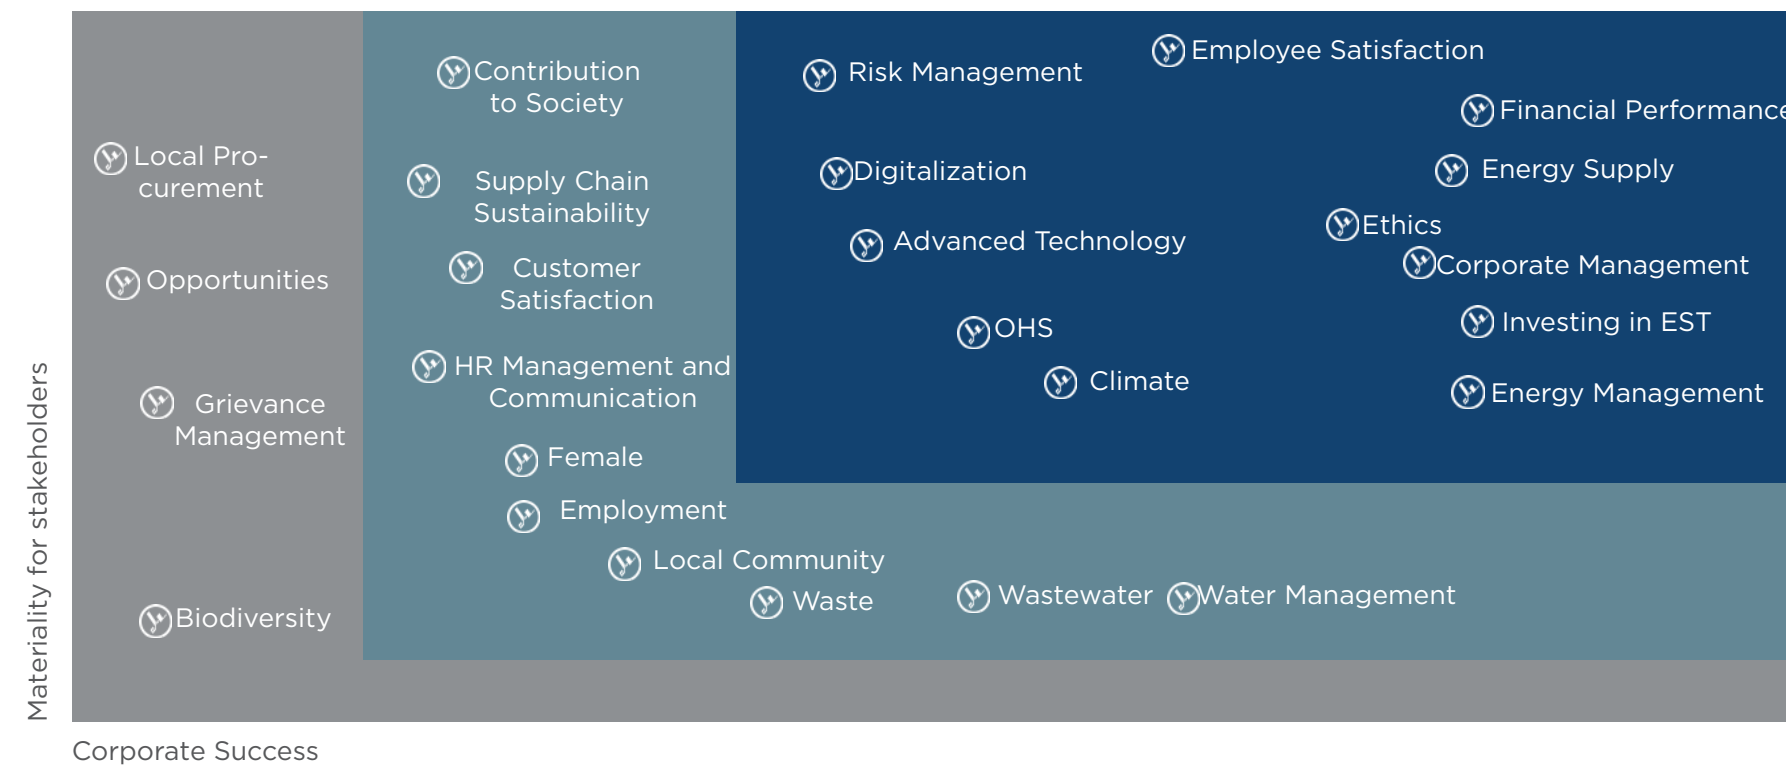 Materiality for stakeholders
Local Pro-
curement
Opportunities
Grievance
Management
Biodiversity
Contribution
to Society
Supply Chain
Sustainability
Customer
Satisfaction
HR Management and
Communication
Female
Employment
Local Community
Waste
Wastewater
Water Management
Risk Management
Employee Satisfaction
Financial Performance
Digitalization
Energy Supply
Advanced Technology
Ethics
Corporate Management
OHS
Investing in EST
Climate
Energy Management
Corporate Success